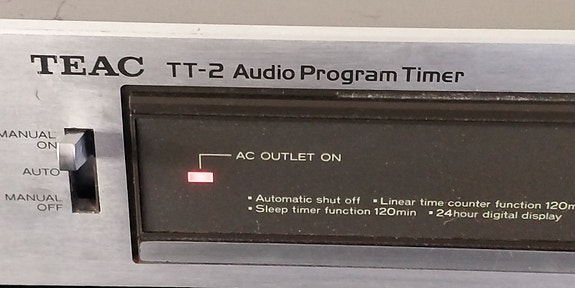 TEAC TT-2 Audio Program Timer
MANUAL
ON
AUTO
MANUAL
OFF
AC OUTLET ON
▪ Automatic shut off ▪ Linear time counter function 120m
▪ Sleep timer function 120min ▪ 24hour digital display